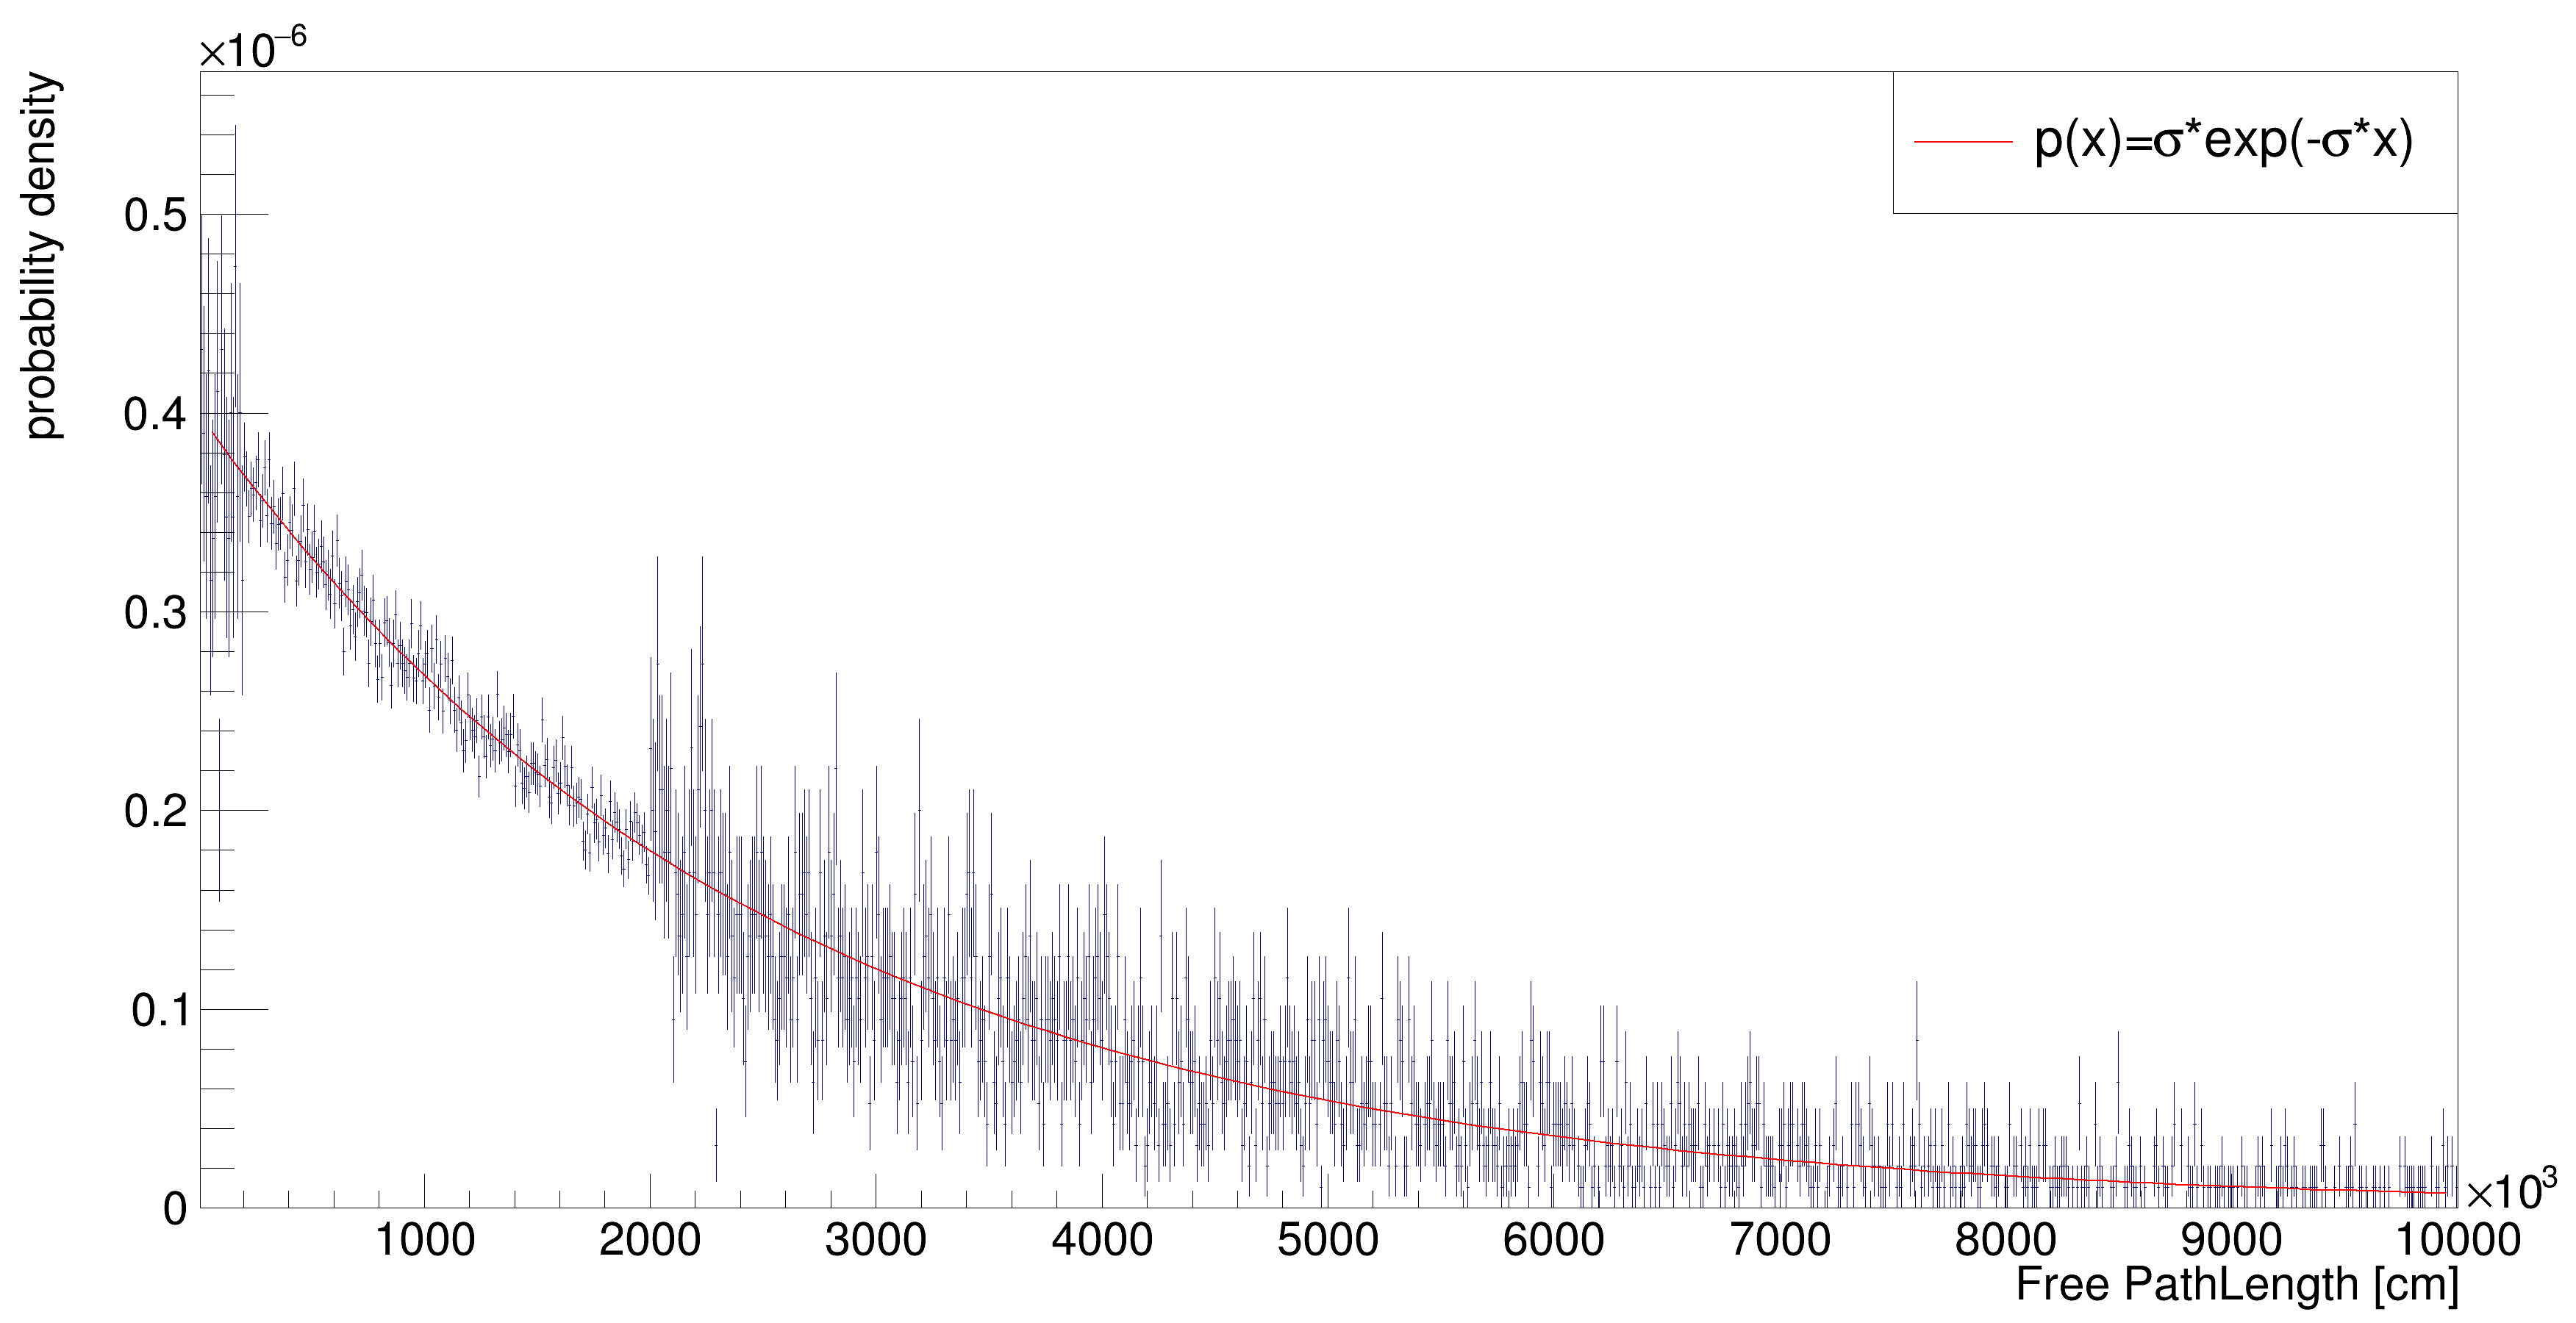 ×10⁻⁶
probability density
p(x)=σ*exp(-σ*x)
0.5
0.4
0.3
0.2
0.1
0
×10³
1000 2000 3000 4000 5000 6000 7000 8000 9000 10000
Free PathLength [cm]